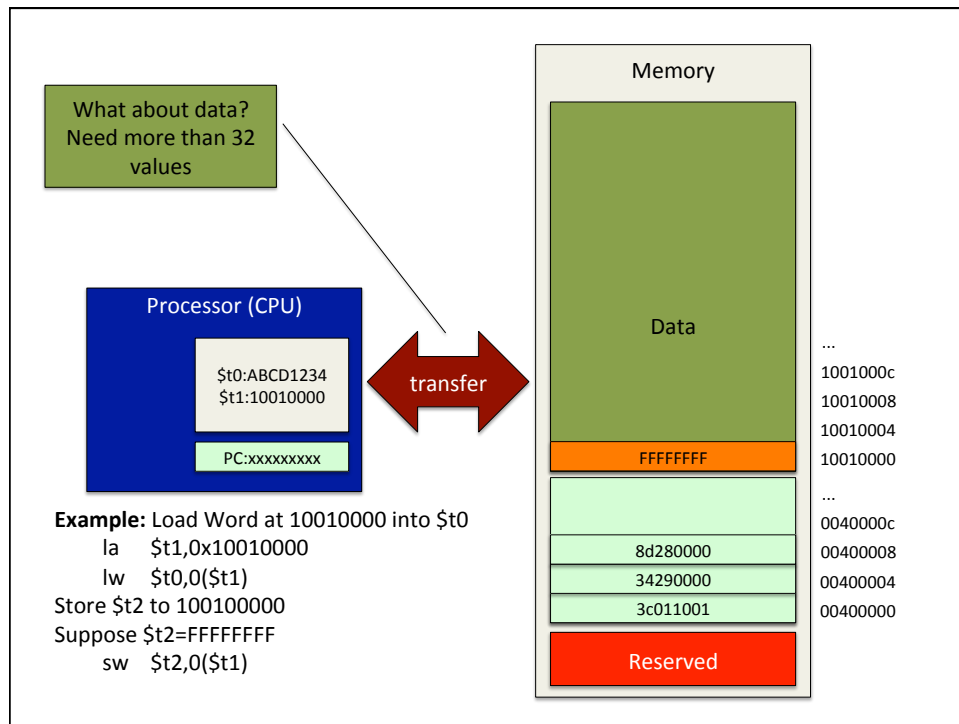 What about data?
Need more than 32
values
Processor (CPU)
$t0:ABCD1234
$t1:10010000
PC:xxxxxxxxx
transfer
Example: Load Word at 10010000 into $t0
la $t1,0x10010000
lw $t0,0($t1)
Store $t2 to 100100000
Suppose $t2=FFFFFFFF
sw $t2,0($t1)
Memory
Data
FFFFFFFF
8d280000
34290000
3c011001
Reserved
...
1001000c
10010008
10010004
10010000
...
0040000c
00400008
00400004
00400000